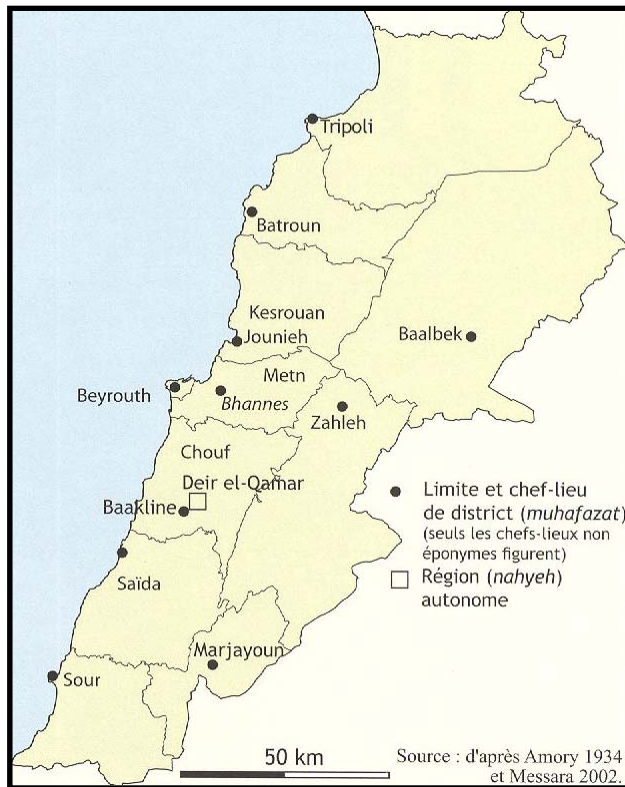 Tripoli
Batroun
Kesrouan
Jounieh
Baalbek
Metn
Beyrouth
Bhannes
Zahleh
Chouf
Deir el-Qamar
Baakline
Saïda
Marjayoun
Sour
Limite et chef-lieu
de district (muhafazat)
(seuls les chefs-lieux non
éponymes figurent)
Région (nahyeh)
autonome
50 km
Source : d'après Amory 1934
et Messara 2002.